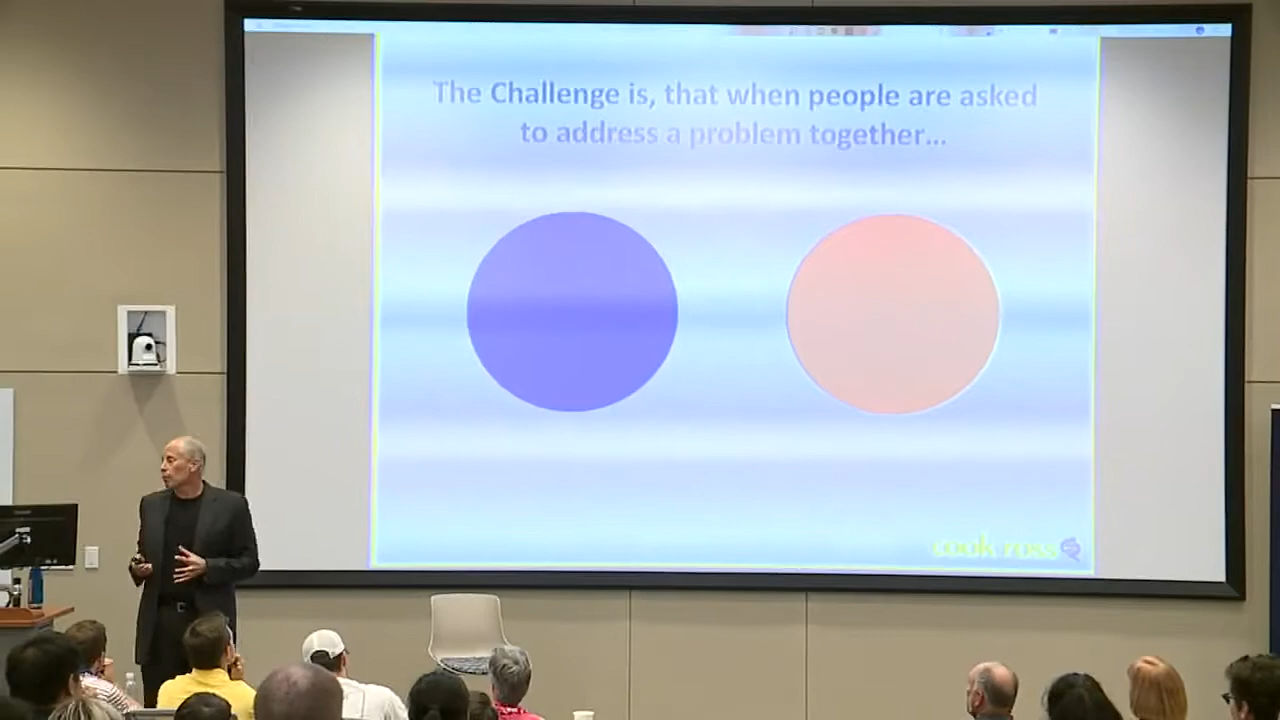 The Challenge is, that when people are asked
to address a problem together...
cook ross